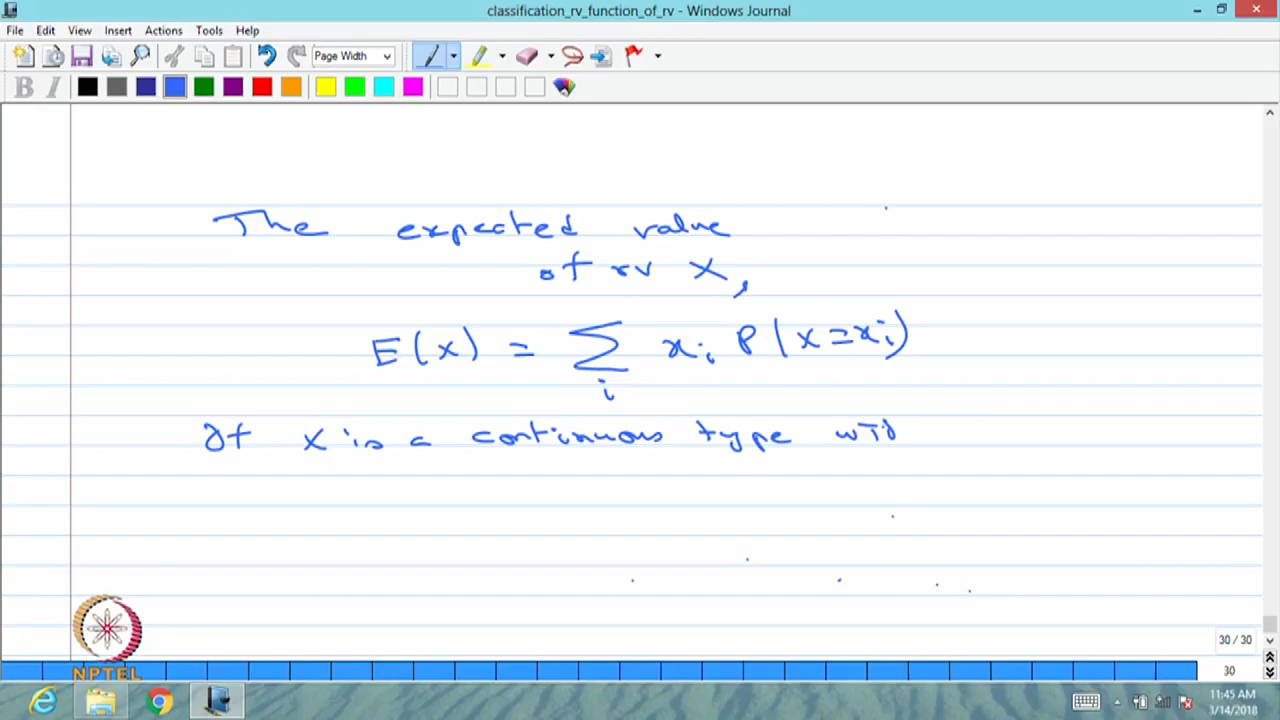 classification_rv_function_of_rv - Windows Journal
File Edit View Insert Actions Tools Help
Page Width
B I
The expected value
of rv X,
E(X) = ∑ xi P(X=xi)
i
If X is a continuous type with
30 / 30
30
NPTEL
11:45 AM
3/14/2018